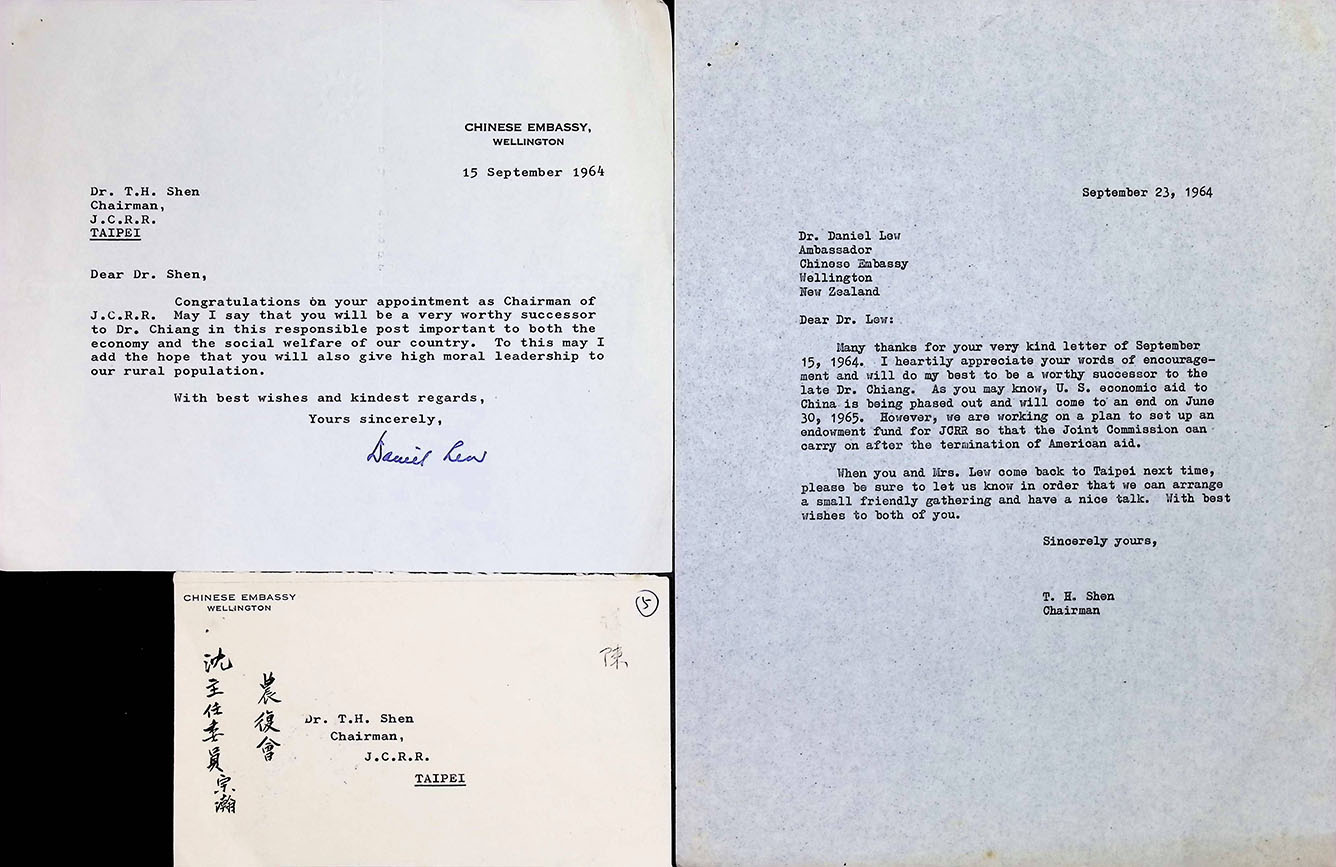 CHINESE EMBASSY,
WELLINGTON
15 September 1964
Dr. T.H. Shen
Chairman,
J.C.R.R.
TAIPEI
Dear Dr. Shen,
Congratulations on your appointment as Chairman of
J.C.R.R. May I say that you will be a very worthy successor
to Dr. Chiang in this responsible post important to both the
economy and the social welfare of our country. To this may I
add the hope that you will also give high moral leadership to
our rural population.
With best wishes and kindest regards,
Yours sincerely,
Daniel Lew
CHINESE EMBASSY
WELLINGTON
5
陳
農復會
沈主任委員宗瀚
Dr. T.H. Shen
Chairman,
J.C.R.R.
TAIPEI
September 23, 1964
Dr. Daniel Lew
Ambassador
Chinese Embassy
Wellington
New Zealand
Dear Dr. Lew:
Many thanks for your very kind letter of September
15, 1964. I heartily appreciate your words of encourage-
ment and will do my best to be a worthy successor to the
late Dr. Chiang. As you may know, U. S. economic aid to
China is being phased out and will come to an end on June
30, 1965. However, we are working on a plan to set up an
endowment fund for JCRR so that the Joint Commission can
carry on after the termination of American aid.
When you and Mrs. Lew come back to Taipei next time,
please be sure to let us know in order that we can arrange
a small friendly gathering and have a nice talk. With best
wishes to both of you.
Sincerely yours,
T. H. Shen
Chairman